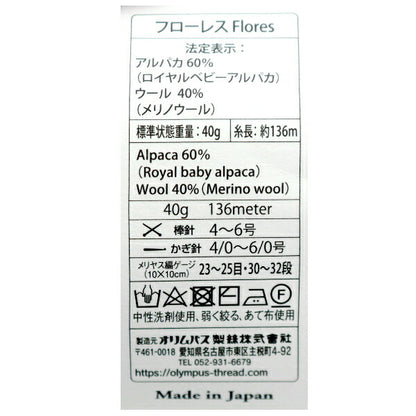 フローレス Flores
法定表示：
アルパカ 60%
（ロイヤルベビーアルパカ）
ウール 40%
（メリノウール）
標準状態重量：40g 糸長：約136m
Alpaca 60%
（Royal baby alpaca）
Wool 40%（Merino wool）
40g 136meter
棒針 4〜6号
かぎ針 4/0〜6/0号
メリヤス編ゲージ
（10×10cm） 23〜25目・30〜32段
中性洗剤使用、弱く絞る、あて布使用
製造元 オリムパス製絲株式会社
〒461-0018 愛知県名古屋市東区主税町4-92
TEL 052-931-6679
https://olympus-thread.com
Made in Japan